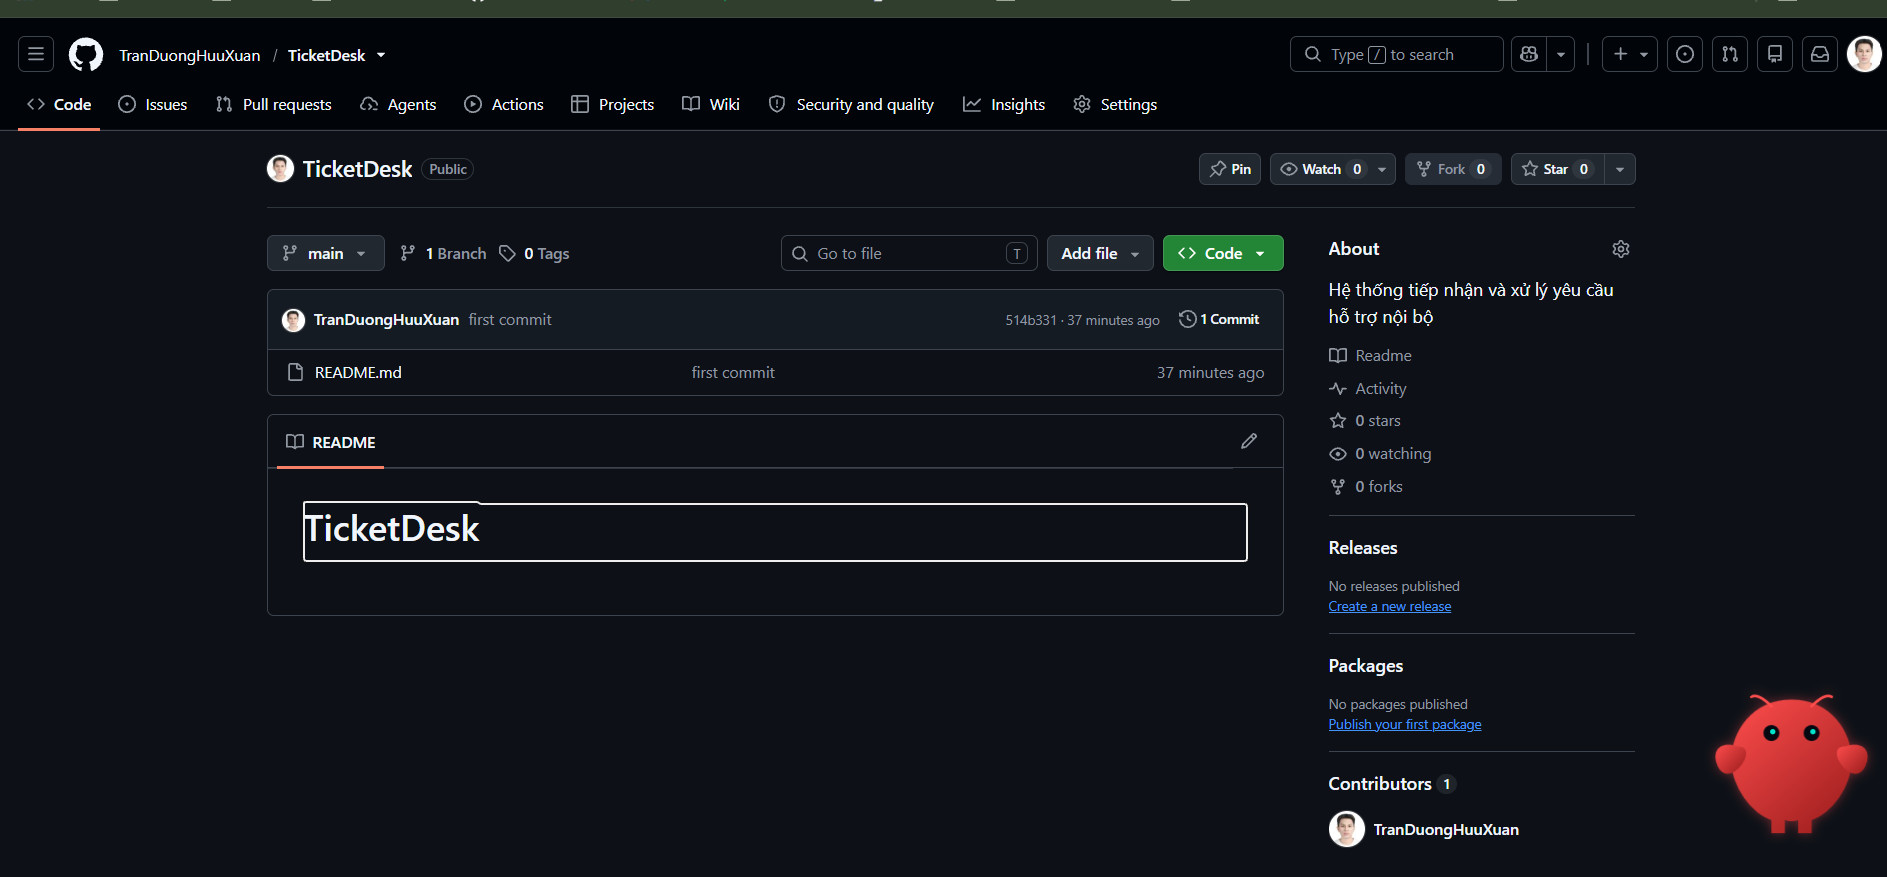 TranDuongHuuXuan / TicketDesk
Type / to search
Code
Issues
Pull requests
Agents
Actions
Projects
Wiki
Security and quality
Insights
Settings
TicketDesk Public
Pin
Watch 0
Fork 0
Star 0
main
1 Branch
0 Tags
Go to file T
Add file
Code
TranDuongHuuXuan first commit
514b331 · 37 minutes ago
1 Commit
README.md first commit 37 minutes ago
README
TicketDesk
About
Hệ thống tiếp nhận và xử lý yêu cầu
hỗ trợ nội bộ
Readme
Activity
0 stars
0 watching
0 forks
Releases
No releases published
Create a new release
Packages
No packages published
Publish your first package
Contributors 1
TranDuongHuuXuan